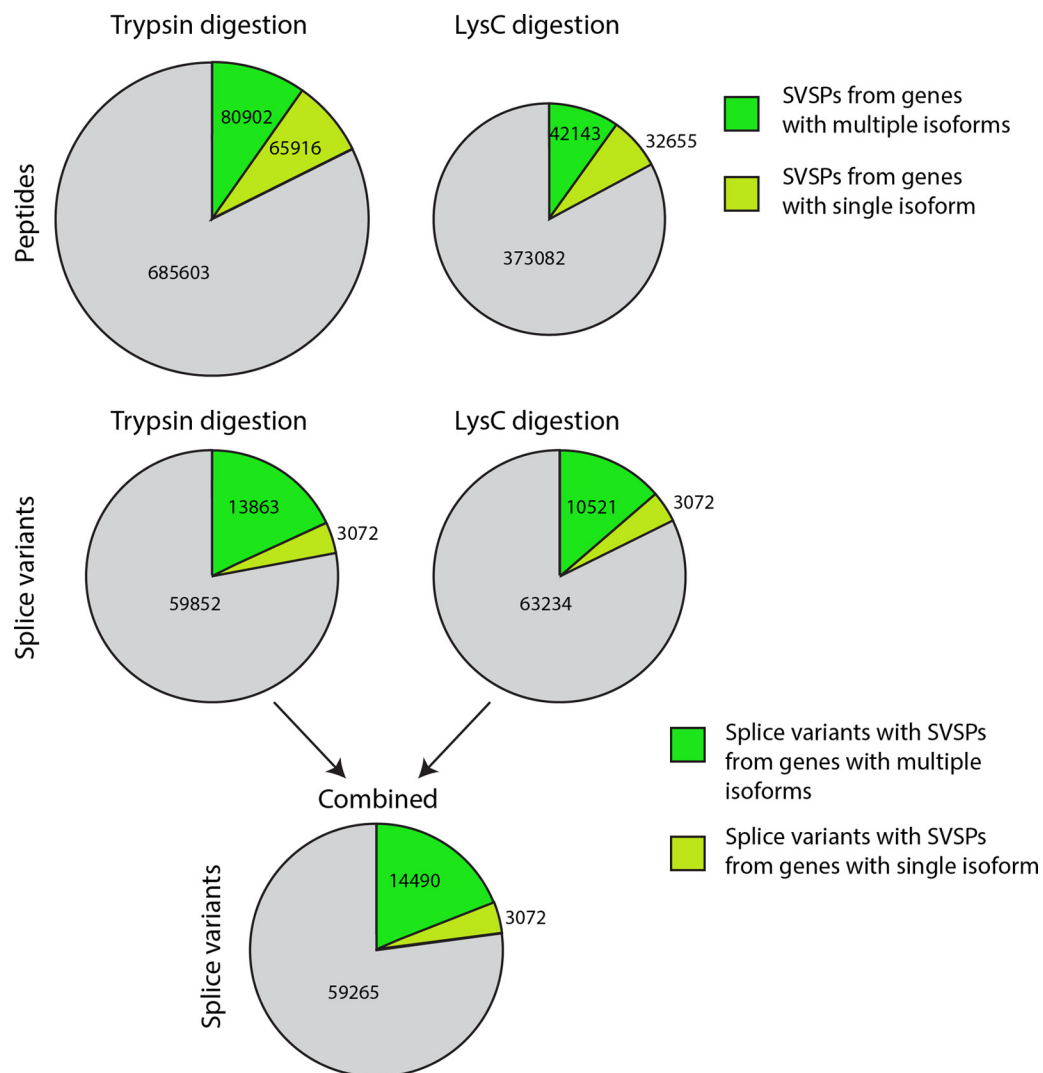 Trypsin digestion
LysC digestion
Peptides
80902
65916
685603
42143
32655
373082
SVSPs from genes
with multiple isoforms
SVSPs from genes
with single isoform
Trypsin digestion
LysC digestion
Splice variants
13863
3072
59852
10521
3072
63234
Splice variants with SVSPs
from genes with multiple
isoforms
Splice variants with SVSPs
from genes with single isoform
Combined
Splice variants
14490
3072
59265